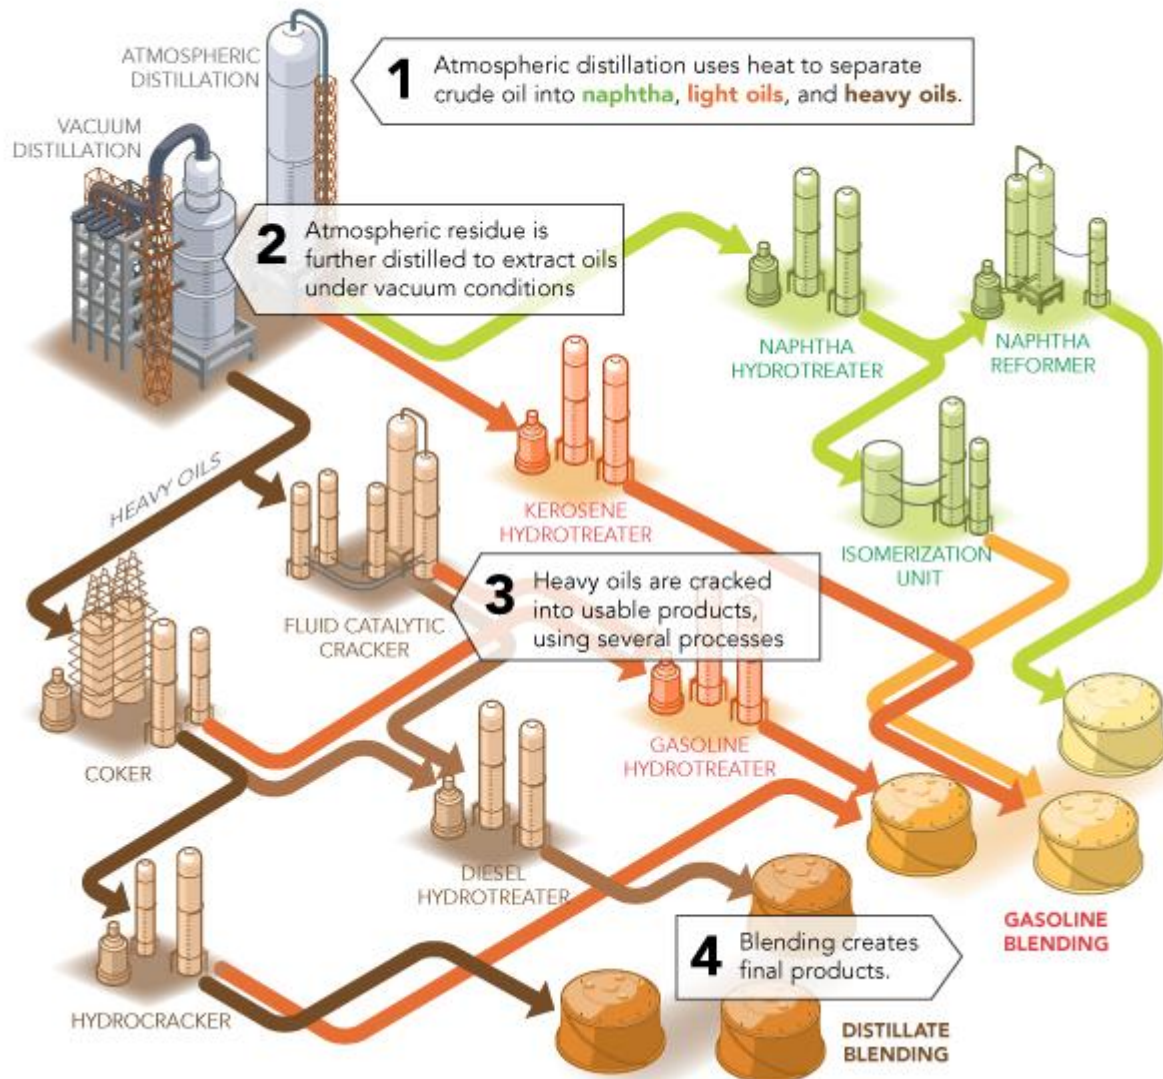 ATMOSPHERIC
DISTILLATION
1
Atmospheric distillation uses heat to separate
crude oil into naphtha, light oils, and heavy oils.
VACUUM
DISTILLATION
2
Atmospheric residue is
further distilled to extract oils
under vacuum conditions
NAPHTHA
HYDROTREATER
NAPHTHA
REFORMER
HEAVY OILS
KEROSENE
HYDROTREATER
ISOMERIZATION
UNIT
FLUID CATALYTIC
CRACKER
3
Heavy oils are cracked
into usable products,
using several processes
COKER
GASOLINE
HYDROTREATER
DIESEL
HYDROTREATER
GASOLINE
BLENDING
4
Blending creates
final products.
HYDROCRACKER
DISTILLATE
BLENDING